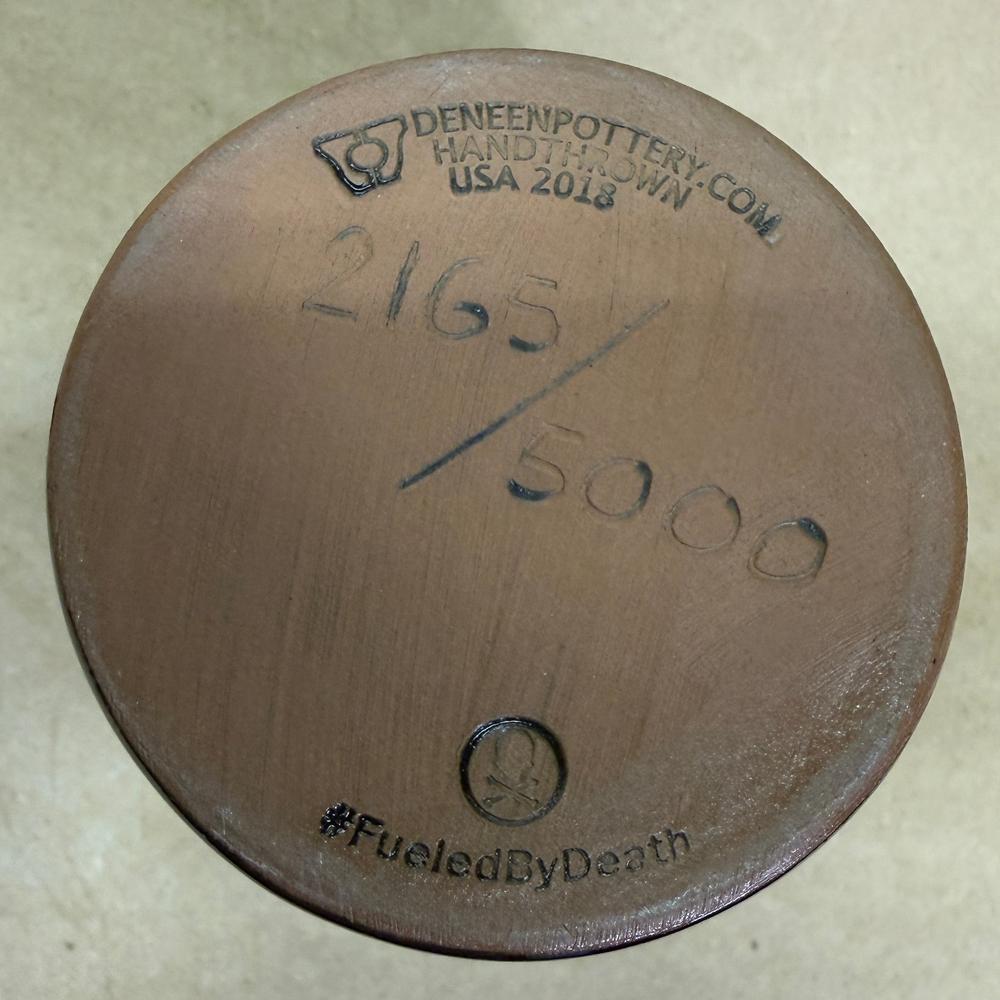 DENEENPOTTERY.COM
HANDTHROWN
USA 2018
2165/5000
#FueledByDeath